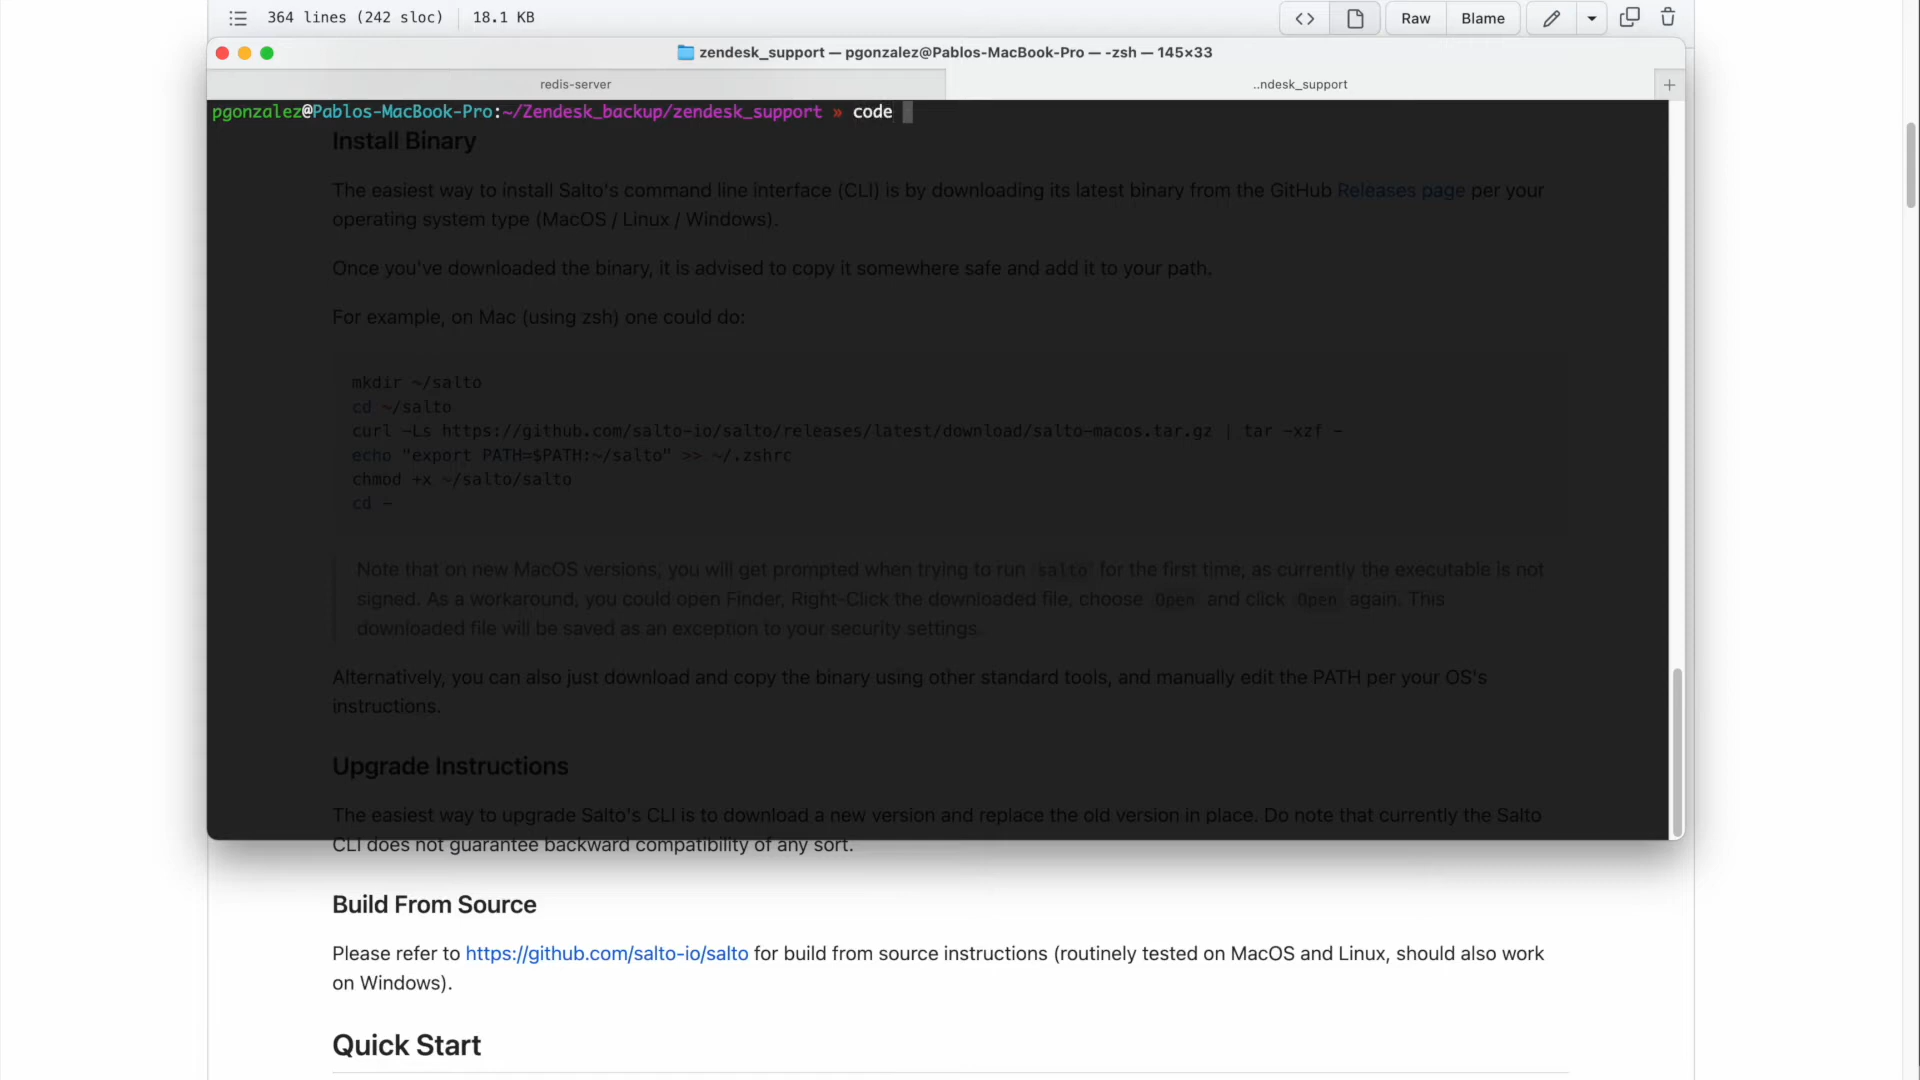 364 lines (242 sloc) 18.1 KB Raw Blame
zendesk_support — pgonzalez@Pablos-MacBook-Pro — -zsh — 145×33
redis-server ..ndesk_support +
pgonzalez@Pablos-MacBook-Pro:~/Zendesk_backup/zendesk_support » code
Install Binary
The easiest way to install Salto's command line interface (CLI) is by downloading its latest binary from the GitHub Releases page per your
operating system type (MacOS / Linux / Windows).
Once you've downloaded the binary, it is advised to copy it somewhere safe and add it to your path.
For example, on Mac (using zsh) one could do:
mkdir ~/salto
cd ~/salto
curl -Ls https://github.com/salto-io/salto/releases/latest/download/salto-macos.tar.gz | tar -xzf -
echo "export PATH=$PATH:~/salto" >> ~/.zshrc
chmod +x ~/salto/salto
cd -
Note that on new MacOS versions, you will get prompted when trying to run salto for the first time, as currently the executable is not
signed. As a workaround, you could open Finder, Right-Click the downloaded file, choose Open and click Open again. This
downloaded file will be saved as an exception to your security settings.
Alternatively, you can also just download and copy the binary using other standard tools, and manually edit the PATH per your OS's
instructions.
Upgrade Instructions
The easiest way to upgrade Salto's CLI is to download a new version and replace the old version in place. Do note that currently the Salto
CLI does not guarantee backward compatibility of any sort.
Build From Source
Please refer to https://github.com/salto-io/salto for build from source instructions (routinely tested on MacOS and Linux, should also work
on Windows).
Quick Start